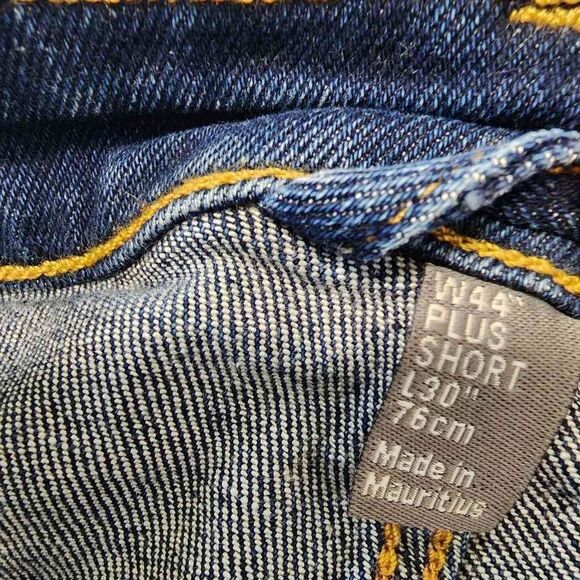 W44"
PLUS
SHORT
L30"
76cm
Made in
Mauritius